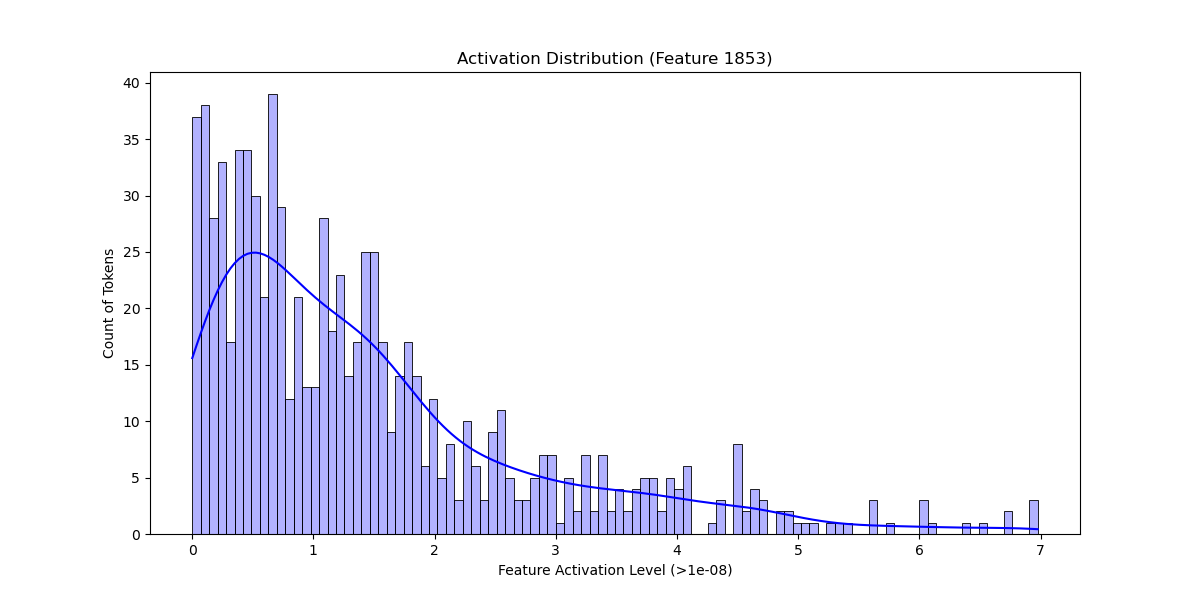 Activation Distribution (Feature 1853)
40
35
30
25
20
15
10
5
0
Count of Tokens
0 1 2 3 4 5 6 7
Feature Activation Level (>1e-08)